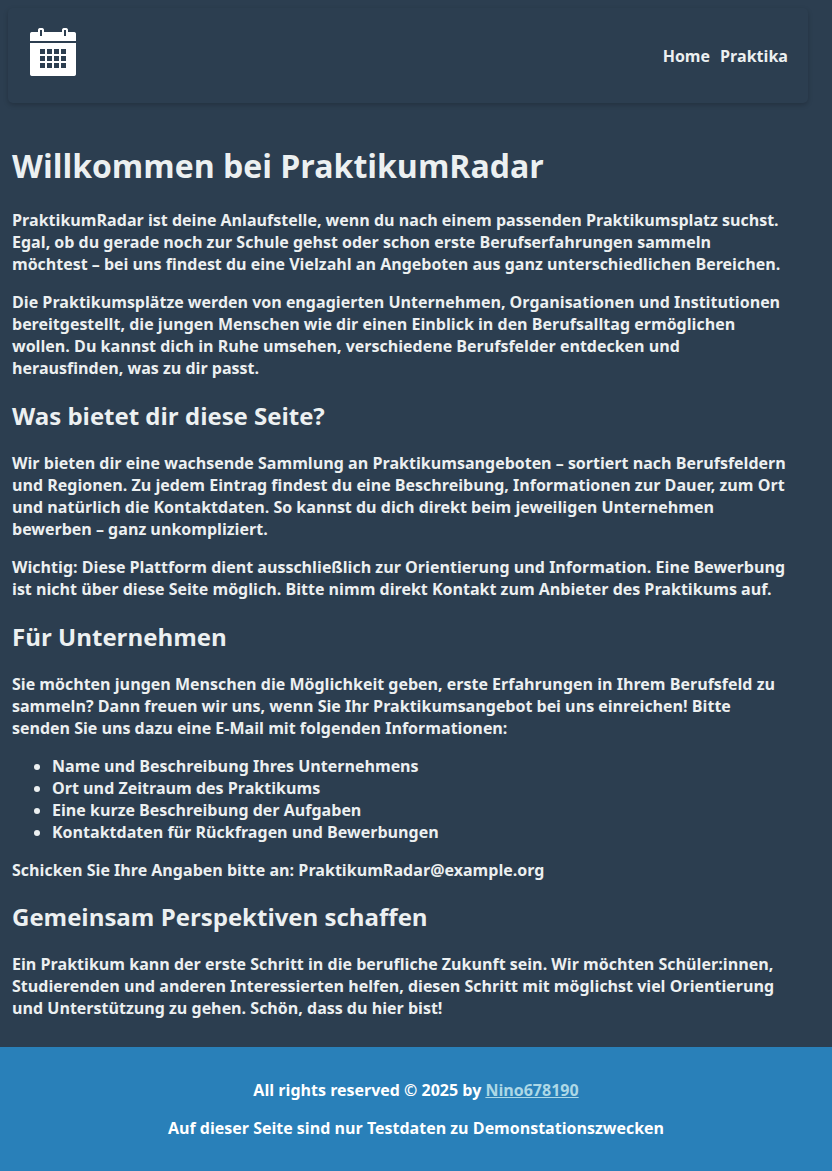 Home Praktika
Willkommen bei PraktikumRadar
PraktikumRadar ist deine Anlaufstelle, wenn du nach einem passenden Praktikumsplatz suchst.
Egal, ob du gerade noch zur Schule gehst oder schon erste Berufserfahrungen sammeln
möchtest – bei uns findest du eine Vielzahl an Angeboten aus ganz unterschiedlichen Bereichen.
Die Praktikumsplätze werden von engagierten Unternehmen, Organisationen und Institutionen
bereitgestellt, die jungen Menschen wie dir einen Einblick in den Berufsalltag ermöglichen
wollen. Du kannst dich in Ruhe umsehen, verschiedene Berufsfelder entdecken und
herausfinden, was zu dir passt.
Was bietet dir diese Seite?
Wir bieten dir eine wachsende Sammlung an Praktikumsangeboten – sortiert nach Berufsfeldern
und Regionen. Zu jedem Eintrag findest du eine Beschreibung, Informationen zur Dauer, zum Ort
und natürlich die Kontaktdaten. So kannst du dich direkt beim jeweiligen Unternehmen
bewerben – ganz unkompliziert.
Wichtig: Diese Plattform dient ausschließlich zur Orientierung und Information. Eine Bewerbung
ist nicht über diese Seite möglich. Bitte nimm direkt Kontakt zum Anbieter des Praktikums auf.
Für Unternehmen
Sie möchten jungen Menschen die Möglichkeit geben, erste Erfahrungen in Ihrem Berufsfeld zu
sammeln? Dann freuen wir uns, wenn Sie Ihr Praktikumsangebot bei uns einreichen! Bitte
senden Sie uns dazu eine E-Mail mit folgenden Informationen:
• Name und Beschreibung Ihres Unternehmens
• Ort und Zeitraum des Praktikums
• Eine kurze Beschreibung der Aufgaben
• Kontaktdaten für Rückfragen und Bewerbungen
Schicken Sie Ihre Angaben bitte an: PraktikumRadar@example.org
Gemeinsam Perspektiven schaffen
Ein Praktikum kann der erste Schritt in die berufliche Zukunft sein. Wir möchten Schüler:innen,
Studierenden und anderen Interessierten helfen, diesen Schritt mit möglichst viel Orientierung
und Unterstützung zu gehen. Schön, dass du hier bist!
All rights reserved © 2025 by Nino678190
Auf dieser Seite sind nur Testdaten zu Demonstationszwecken